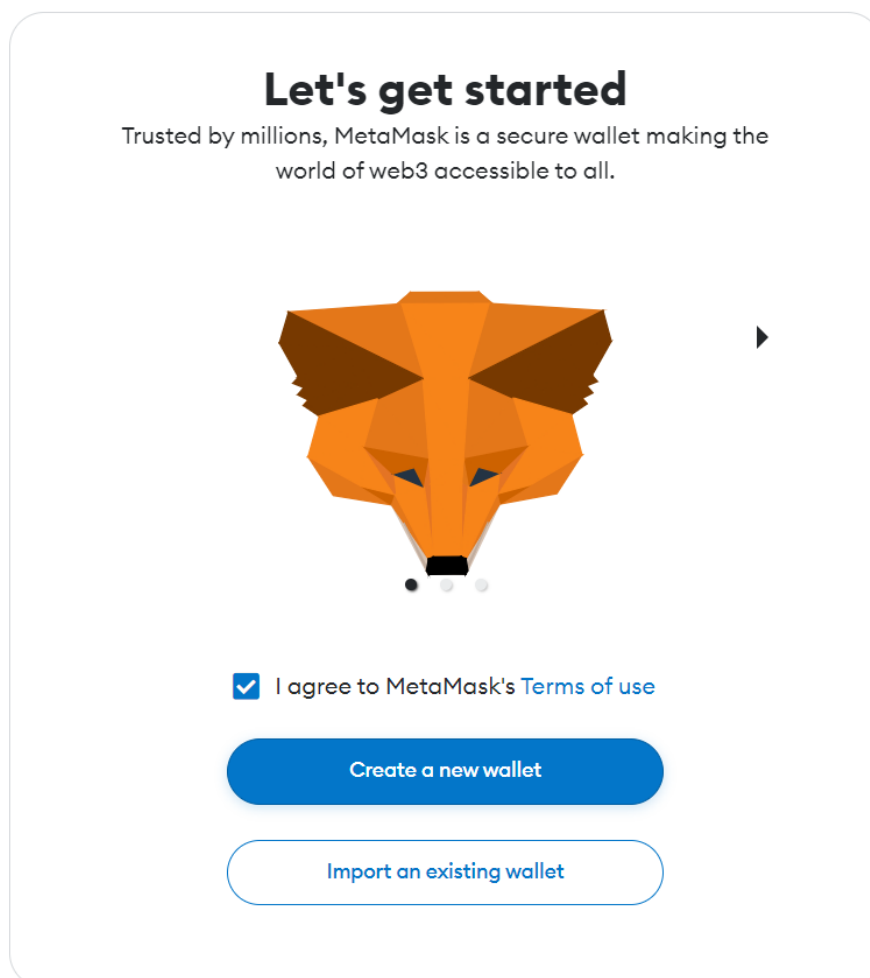 Let's get started
Trusted by millions, MetaMask is a secure wallet making the
world of web3 accessible to all.
I agree to MetaMask's Terms of use
Create a new wallet
Import an existing wallet